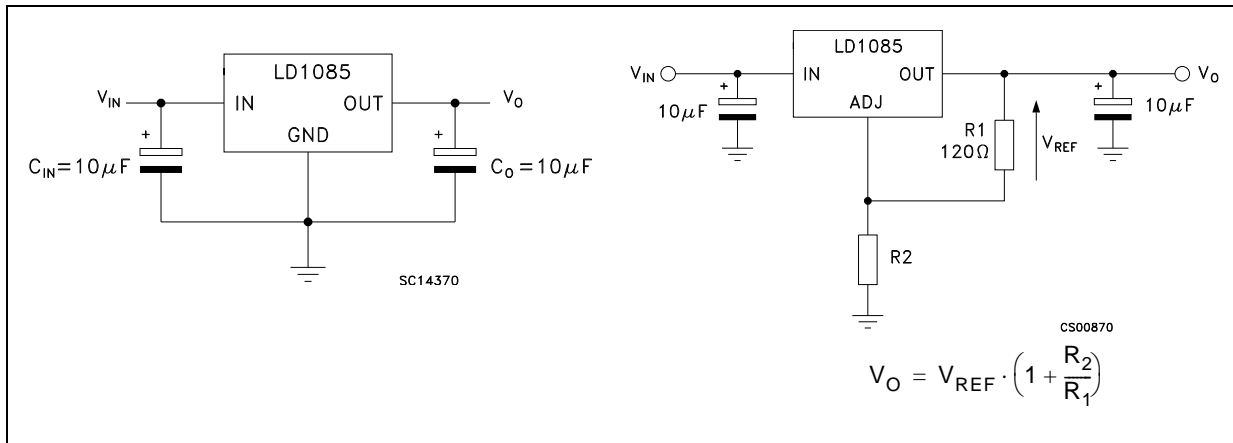 LD1085
V_IN
IN
OUT
V_O
GND
+
+
C_IN=10μF
C_O=10μF
SC14370
LD1085
V_IN
IN
OUT
V_O
ADJ
+
+
10μF
R1
120Ω
V_REF
10μF
R2
CS00870
V_O = V_REF · (1 + R_2/R_1)